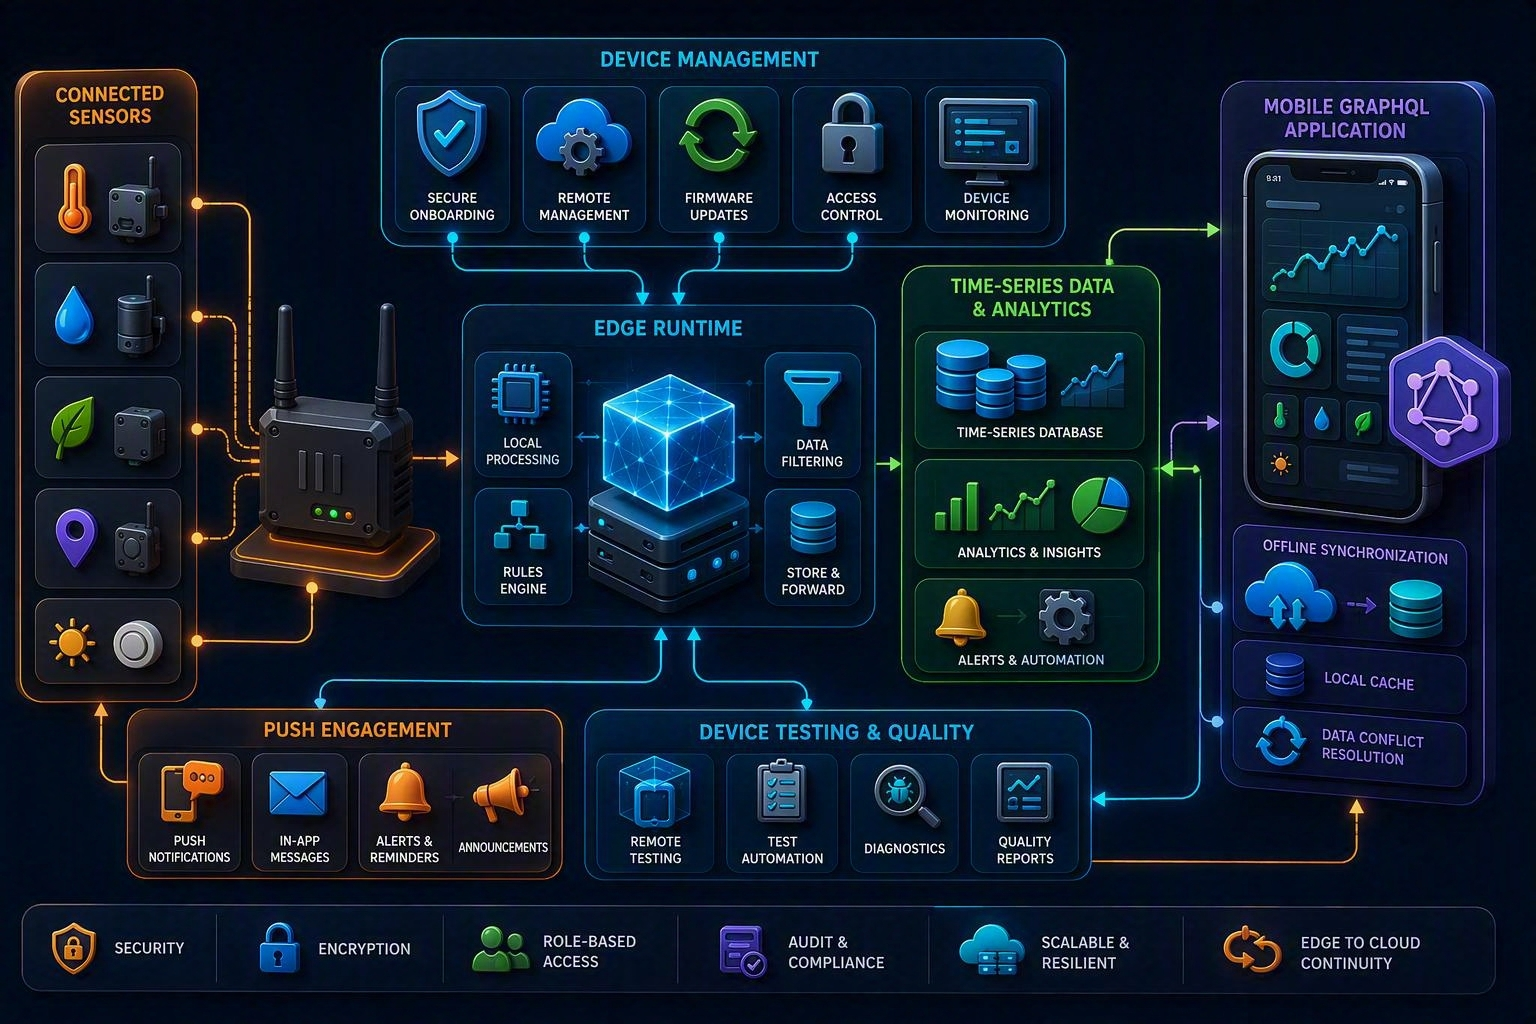 DEVICE MANAGEMENT
SECURE
ONBOARDING
REMOTE
MANAGEMENT
FIRMWARE
UPDATES
ACCESS
CONTROL
DEVICE
MONITORING
CONNECTED
SENSORS
EDGE RUNTIME
LOCAL
PROCESSING
DATA
FILTERING
RULES
ENGINE
STORE &
FORWARD
TIME-SERIES DATA
& ANALYTICS
TIME-SERIES DATABASE
ANALYTICS & INSIGHTS
ALERTS & AUTOMATION
MOBILE GRAPHQL
APPLICATION
OFFLINE SYNCHRONIZATION
LOCAL CACHE
DATA CONFLICT
RESOLUTION
PUSH ENGAGEMENT
PUSH
NOTIFICATIONS
IN-APP
MESSAGES
ALERTS &
REMINDERS
ANNOUNCEMENTS
DEVICE TESTING & QUALITY
REMOTE
TESTING
TEST
AUTOMATION
DIAGNOSTICS
QUALITY
REPORTS
SECURITY
ENCRYPTION
ROLE-BASED
ACCESS
AUDIT &
COMPLIANCE
SCALABLE &
RESILIENT
EDGE TO CLOUD
CONTINUITY